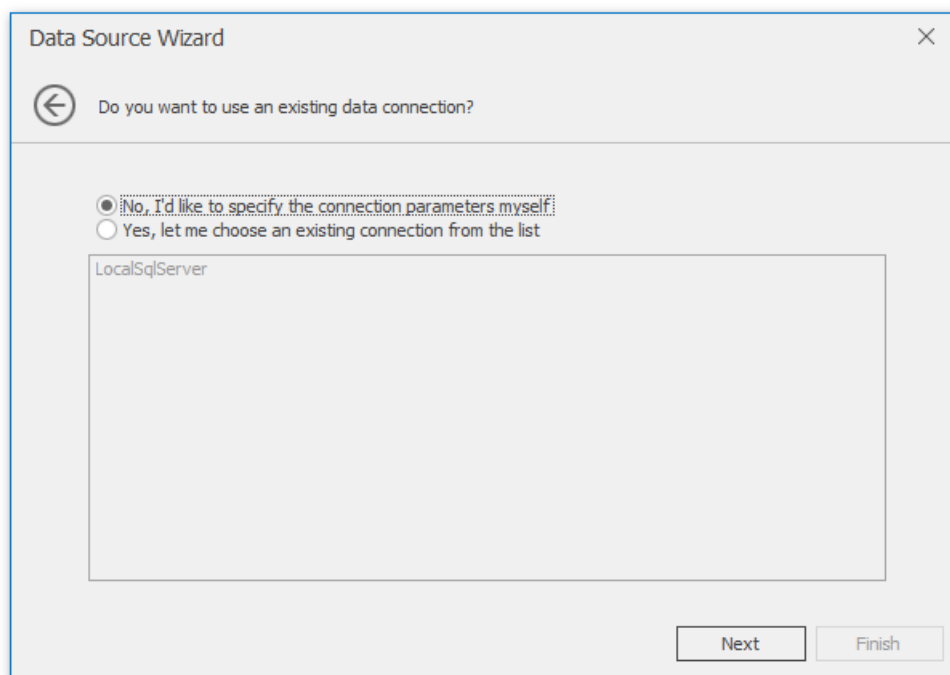 Data Source Wizard
Do you want to use an existing data connection?
No, I'd like to specify the connection parameters myself
Yes, let me choose an existing connection from the list
LocalSqlServer
Next
Finish